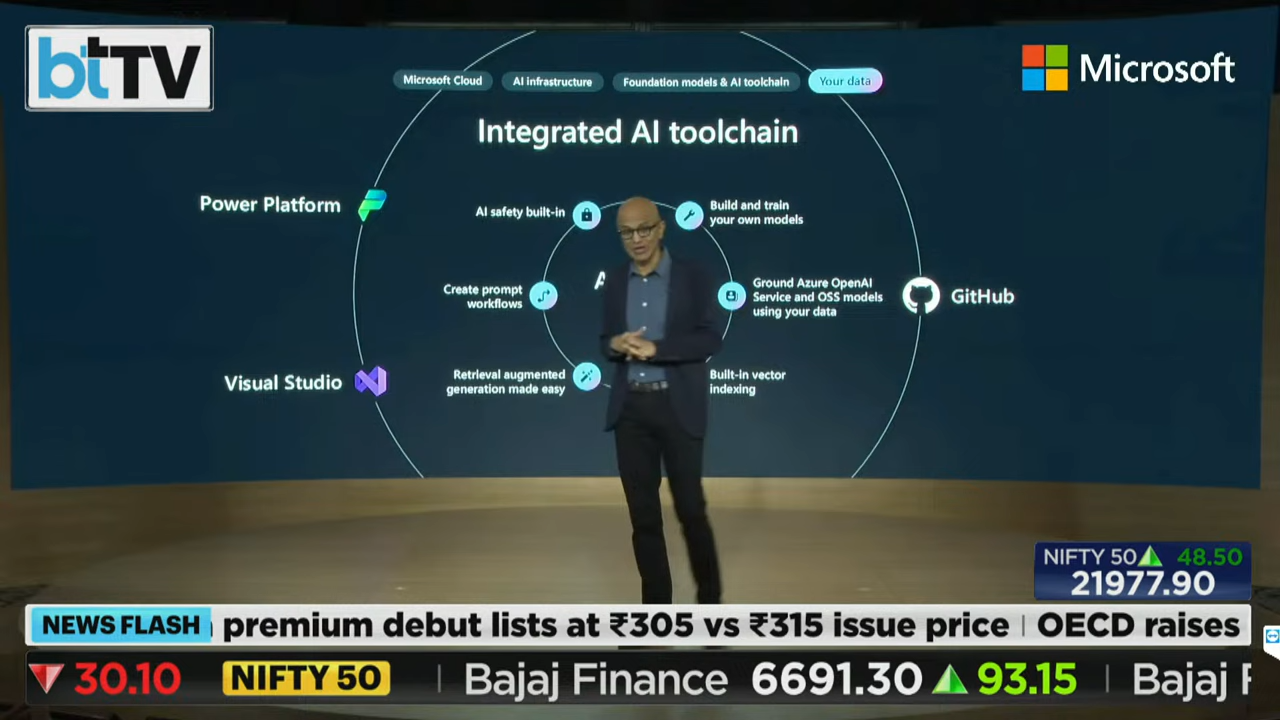 btTV
Microsoft
Microsoft Cloud
AI infrastructure
Foundation models & AI toolchain
Your data
Integrated AI toolchain
Power Platform
AI safety built-in
Build and train
your own models
Create prompt
workflows
A
Ground Azure OpenAI
Service and OSS models
using your data
GitHub
Visual Studio
Retrieval augmented
generation made easy
Built-in vector
indexing
NIFTY 50 48.50
21977.90
NEWS FLASH premium debut lists at ₹305 vs ₹315 issue price | OECD raises
30.10 NIFTY 50 | Bajaj Finance 6691.30 93.15 | Bajaj F